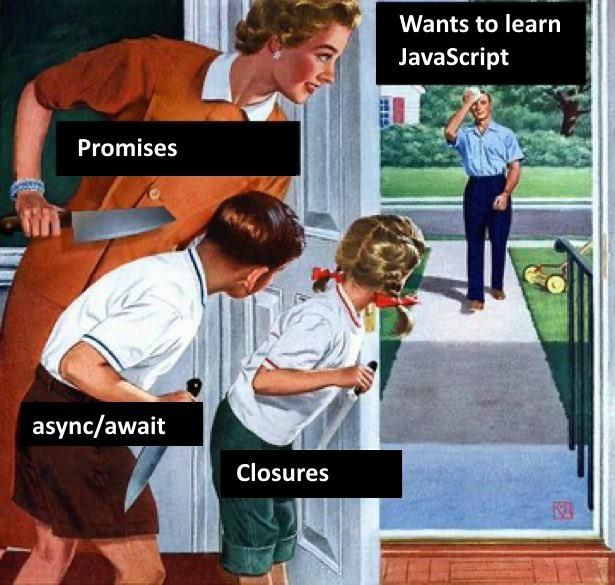 Wants to learn
JavaScript
Promises
async/await
Closures